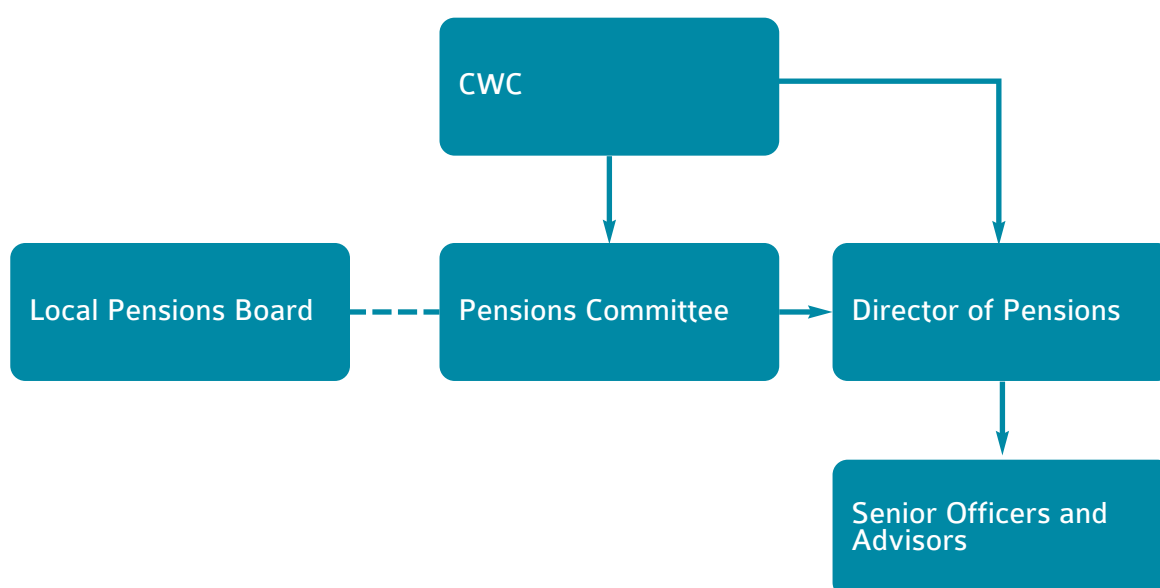 CWC
Local Pensions Board
Pensions Committee
Director of Pensions
Senior Officers and
Advisors